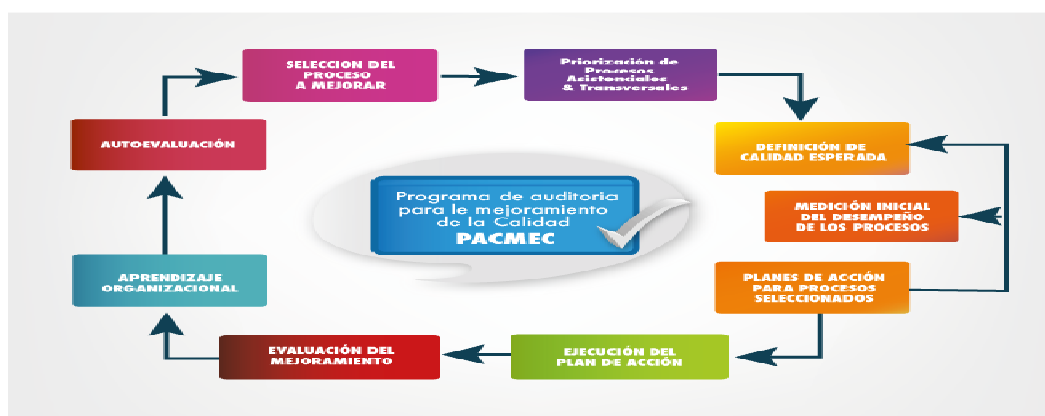 SELECCION DEL
PROCESO
A MEJORAR
Priorización de
Procesos
Asistenciales
& Transversales
AUTOEVALUACIÓN
DEFINICIÓN DE
CALIDAD ESPERADA
Programa de auditoria
para le mejoramiento
de la Calidad
PACMEC
MEDICIÓN INICIAL
DEL DESEMPEÑO
DE LOS PROCESOS
APRENDIZAJE
ORGANIZACIONAL
PLANES DE ACCIÓN
PARA PROCESOS
SELECCIONADOS
EVALUACIÓN DEL
MEJORAMIENTO
EJECUCIÓN DEL
PLAN DE ACCIÓN